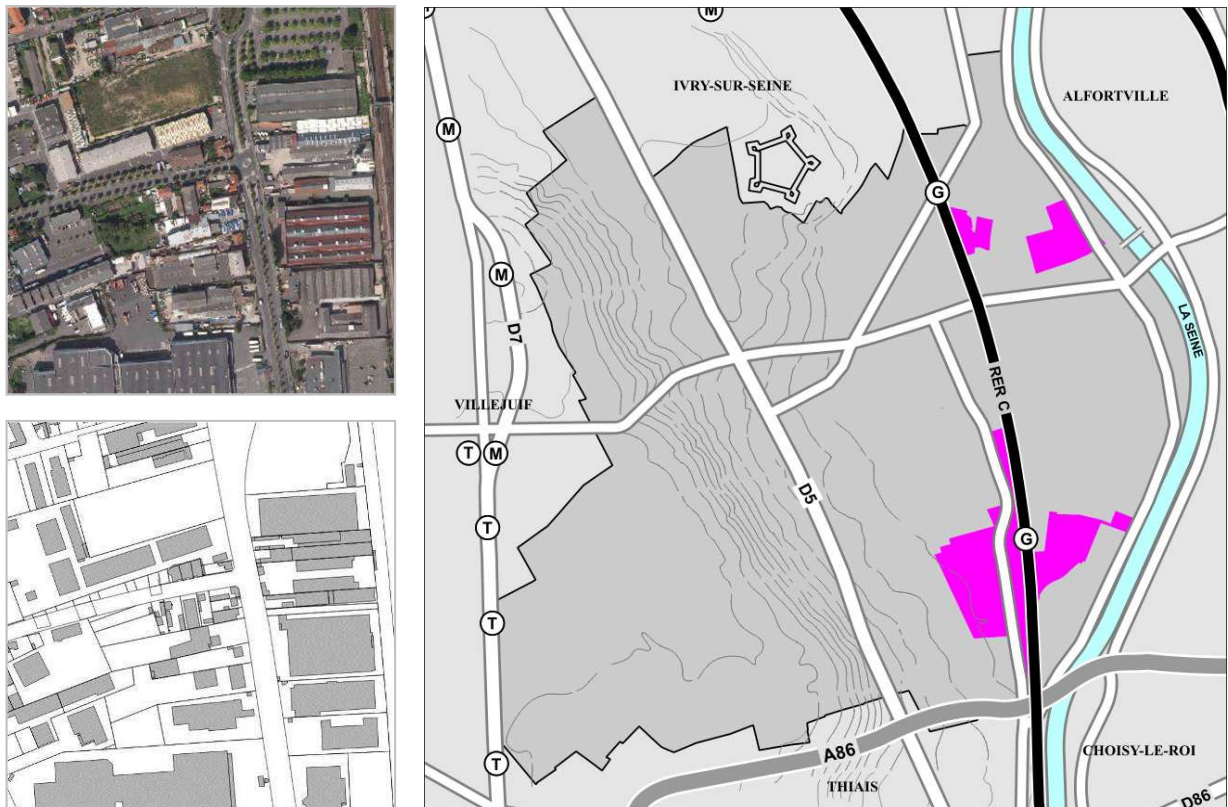 M
IVRY-SUR-SEINE
ALFORTVILLE
M
G
M
D7
LA SEINE
RER C
VILLEJUIF
T
M
D5
T
G
T
A86
CHOISY-LE-ROI
T
THIAIS
D86